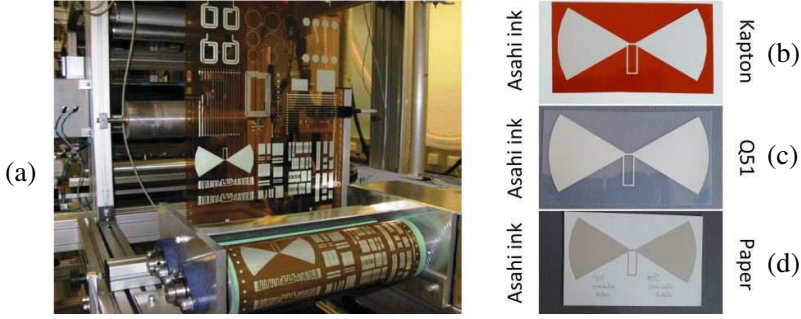 (a)
Asahi ink
Kapton
(b)
Asahi ink
Q51
(c)
Asahi ink
Paper
(d)